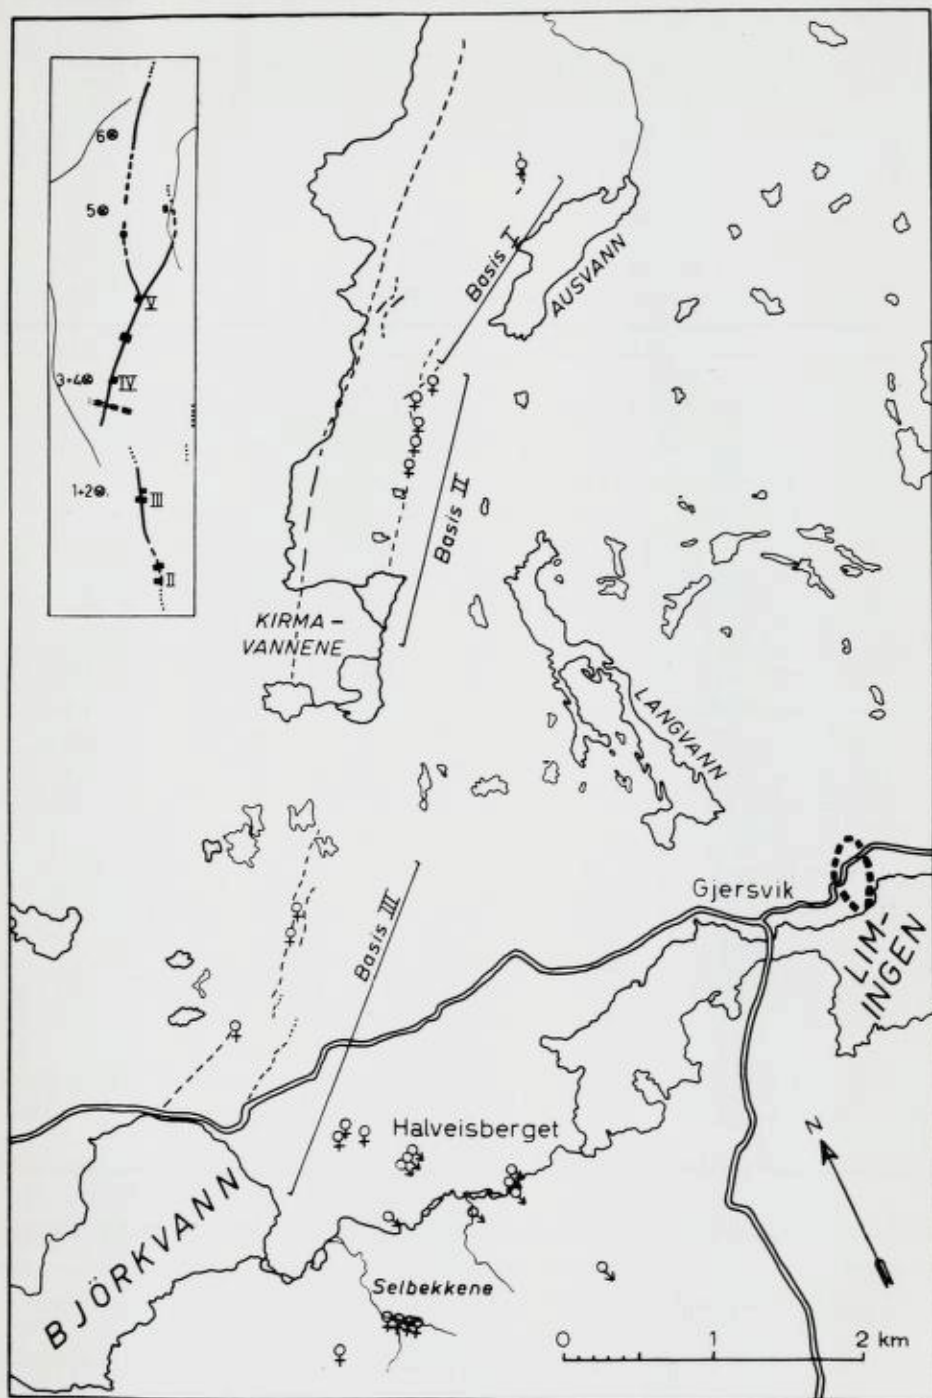 6
5
V
3+4
IV
1+2
III
II
Basis I
AUSVANN
Basis II
KIRMA-
VANNENE
LANGVANN
Gjersvik
LIM-
INGEN
Basis III
Halveisberget
N
BJÖRKVANN
Selbekkene
0 1 2 km